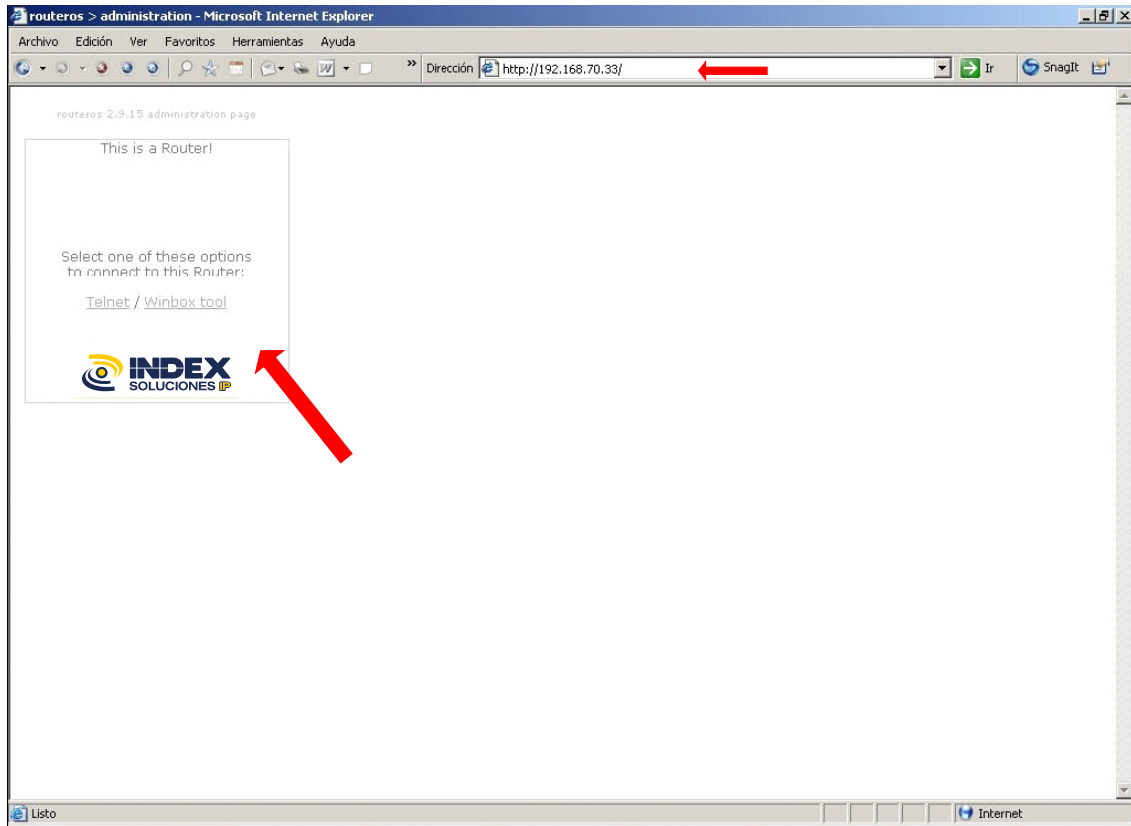 routeros > administration - Microsoft Internet Explorer
Archivo Edición Ver Favoritos Herramientas Ayuda
» Dirección http://192.168.70.33/ Ir SnagIt
routeros 2.9.15 administration page
This is a Router!
Select one of these options
to connect to this Router:
Telnet / Winbox tool
INDEX
SOLUCIONES IP
Listo Internet